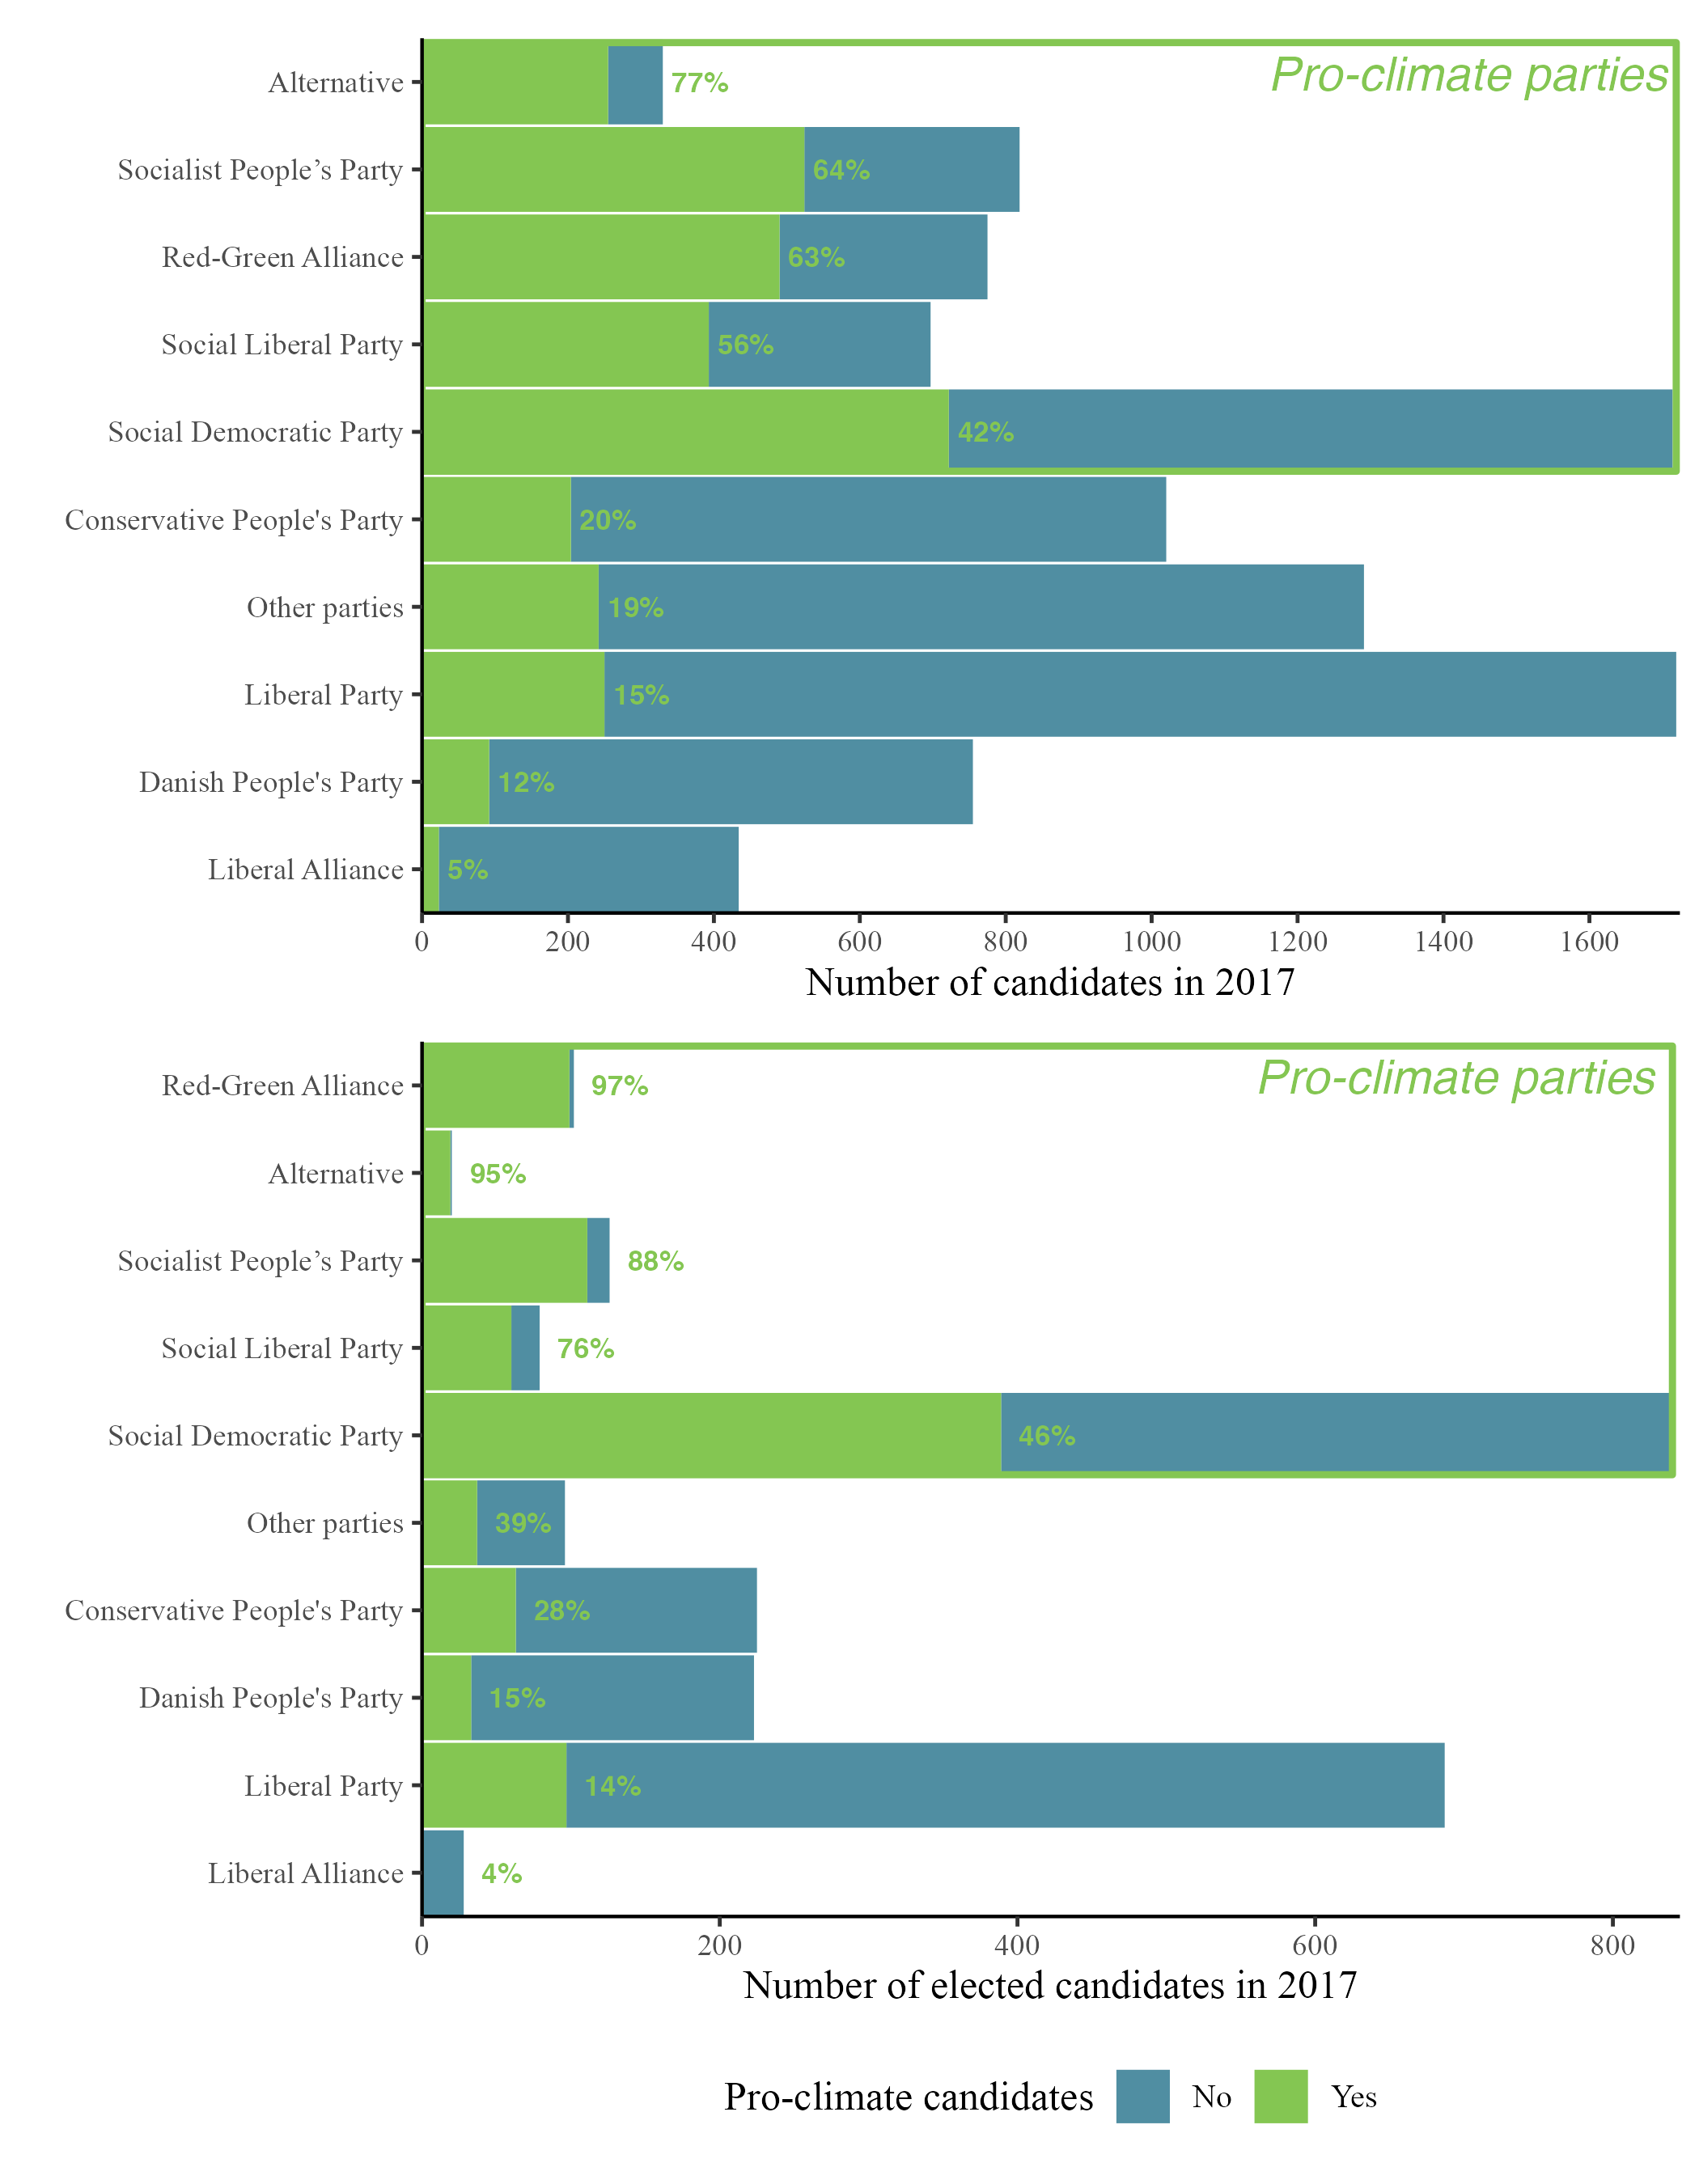 Pro-climate parties
Alternative 77%
Socialist People’s Party 64%
Red-Green Alliance 63%
Social Liberal Party 56%
Social Democratic Party 42%
Conservative People's Party 20%
Other parties 19%
Liberal Party 15%
Danish People's Party 12%
Liberal Alliance 5%
0 200 400 600 800 1000 1200 1400 1600
Number of candidates in 2017
Pro-climate parties
Red-Green Alliance 97%
Alternative 95%
Socialist People’s Party 88%
Social Liberal Party 76%
Social Democratic Party 46%
Other parties 39%
Conservative People's Party 28%
Danish People's Party 15%
Liberal Party 14%
Liberal Alliance 4%
0 200 400 600 800
Number of elected candidates in 2017
Pro-climate candidates No Yes